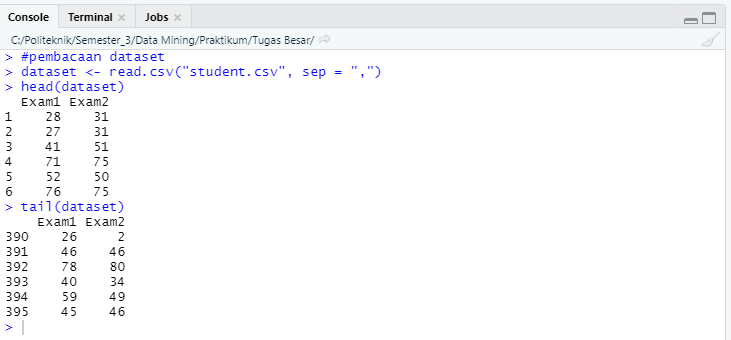 Console Terminal × Jobs ×
C:/Politeknik/Semester_3/Data Mining/Praktikum/Tugas Besar/
> #pembacaan dataset
> dataset <- read.csv("student.csv", sep = ",")
> head(dataset)
  Exam1 Exam2
1    28    31
2    27    31
3    41    51
4    71    75
5    52    50
6    76    75
> tail(dataset)
    Exam1 Exam2
390    26     2
391    46    46
392    78    80
393    40    34
394    59    49
395    45    46
>